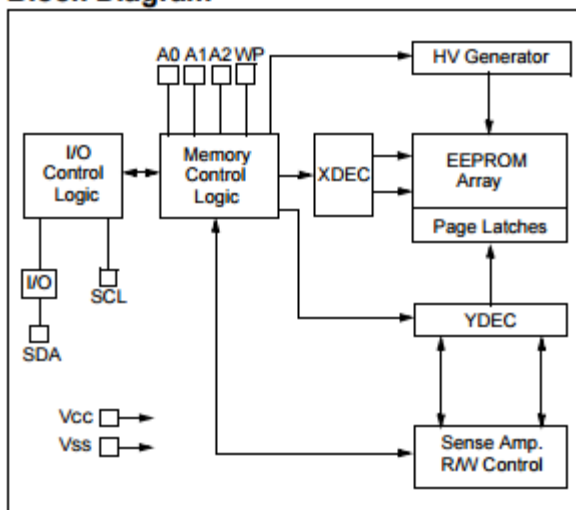 Block Diagram
A0 A1 A2 WP
HV Generator
I/O
Control
Logic
Memory
Control
Logic
XDEC
EEPROM
Array
Page Latches
I/O
SCL
SDA
YDEC
Vcc
Vss
Sense Amp.
R/W Control